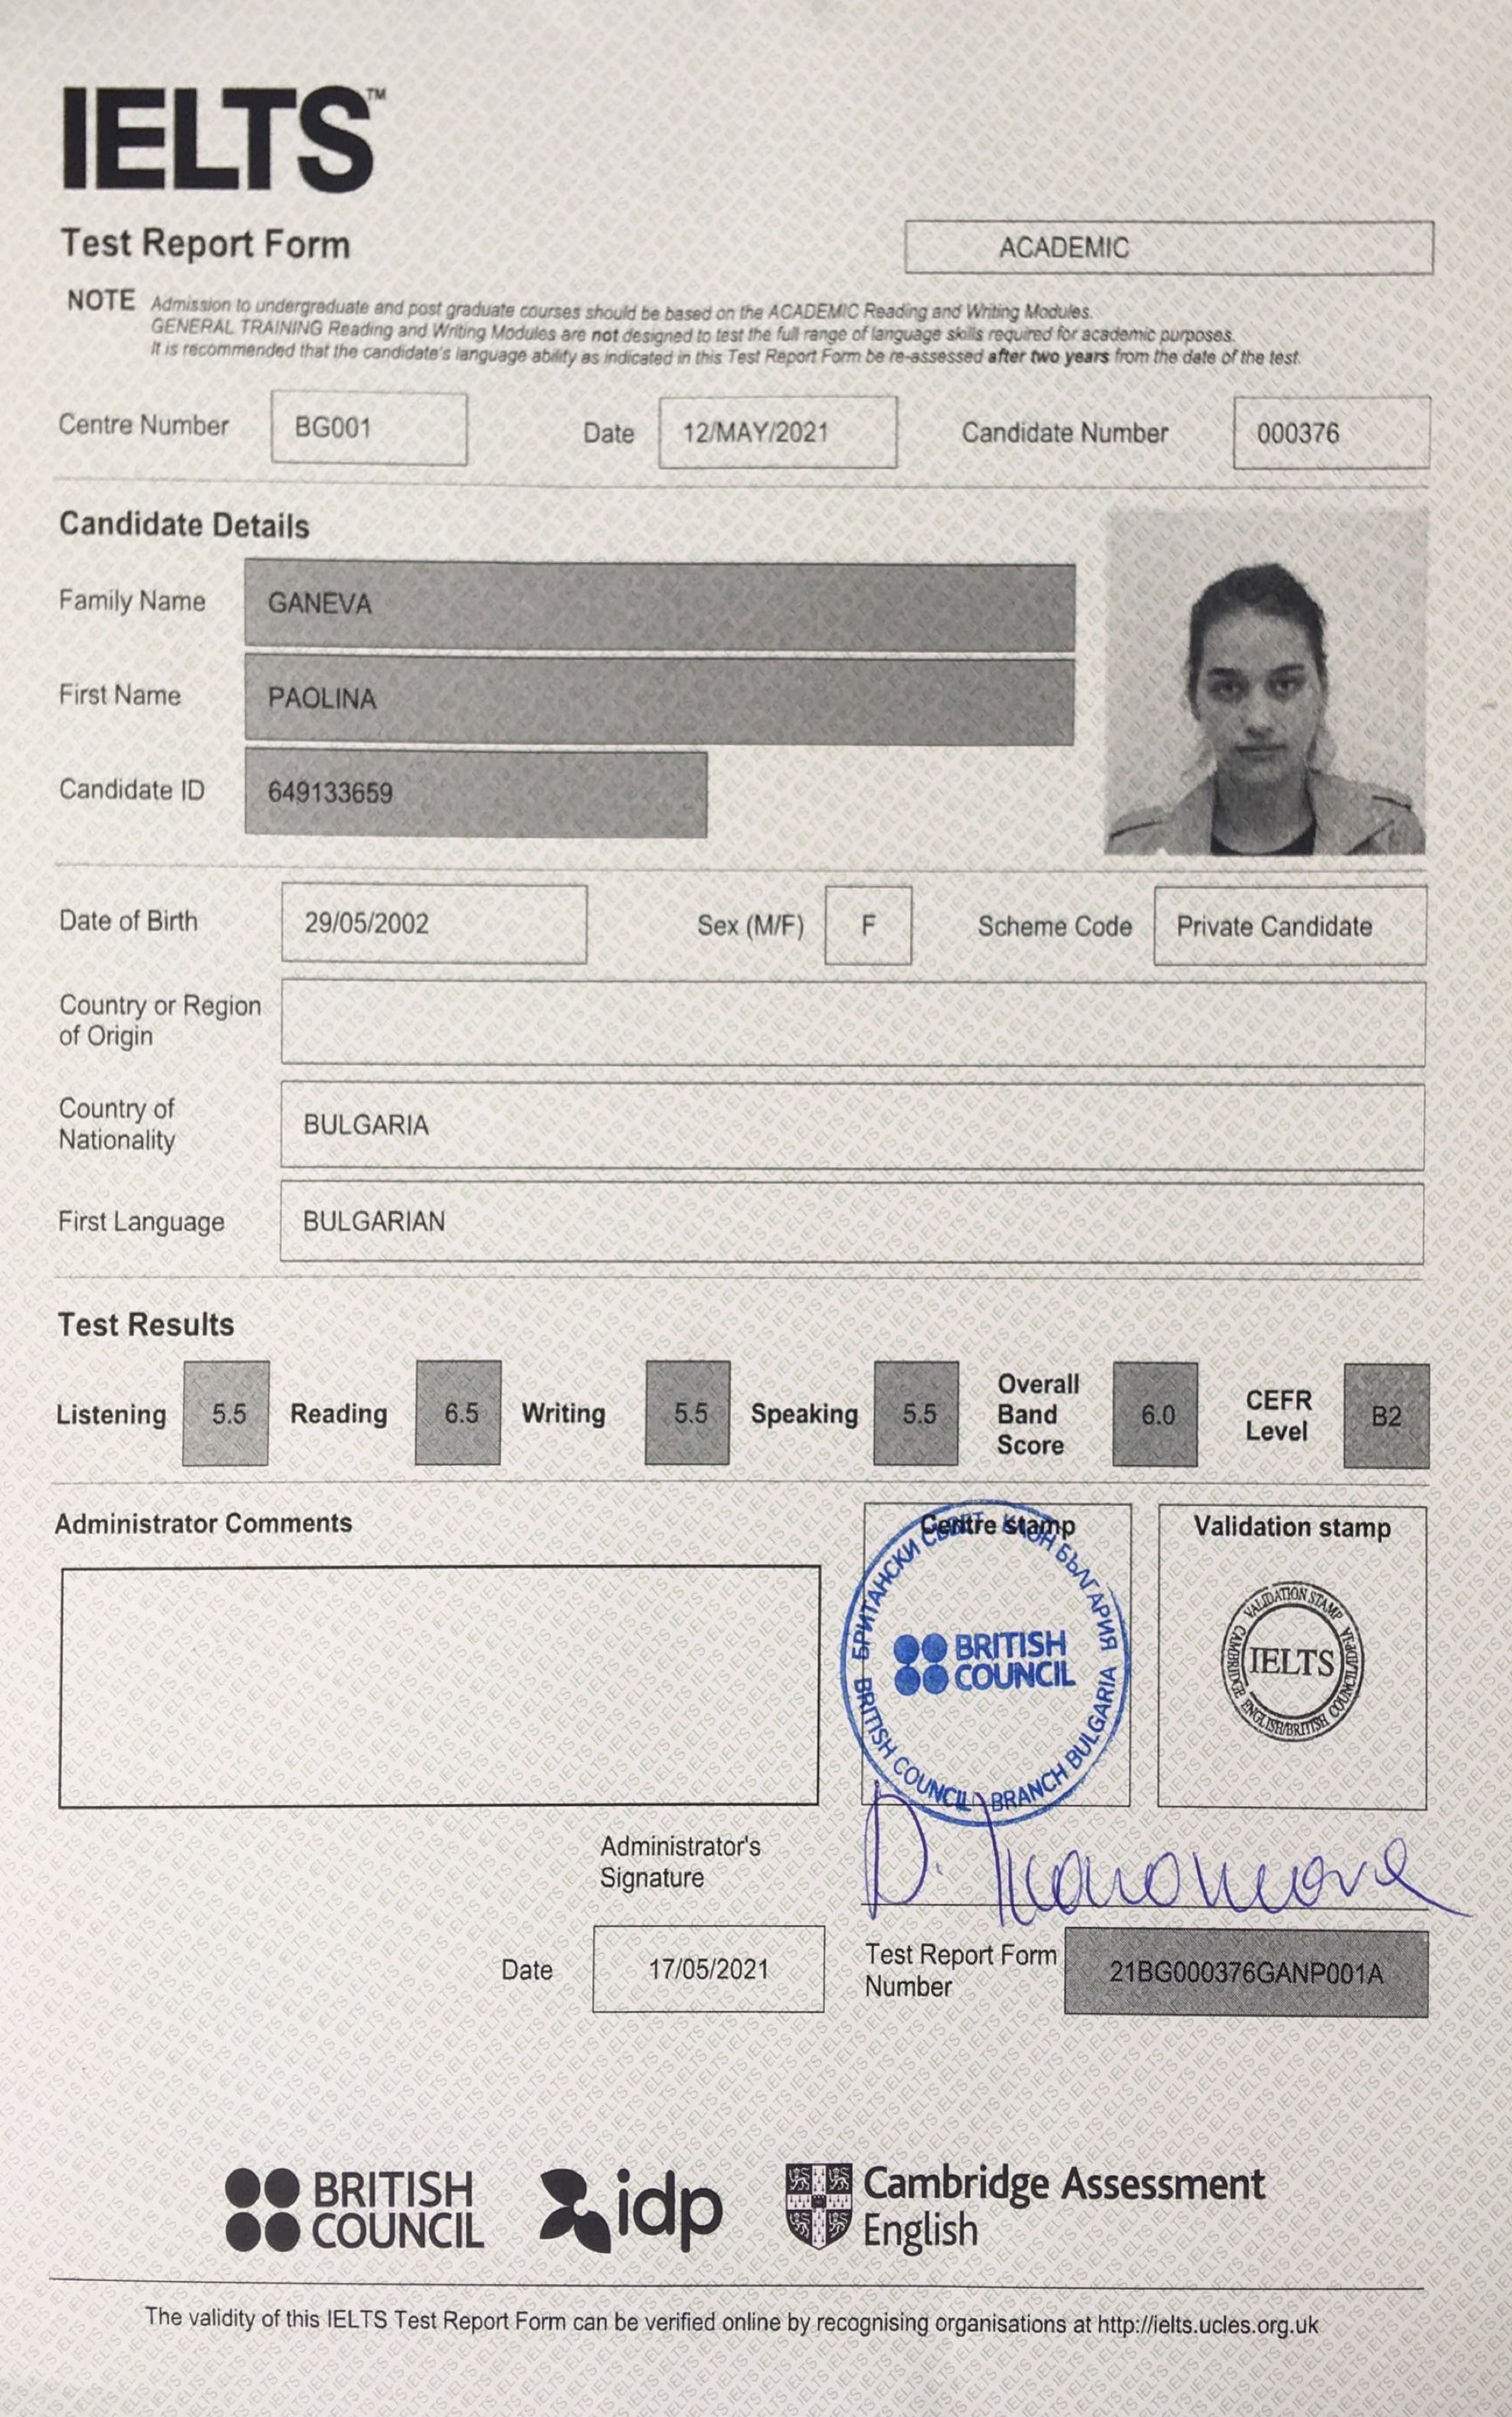 IELTS™
Test Report Form
ACADEMIC
NOTE Admission to undergraduate and post graduate courses should be based on the ACADEMIC Reading and Writing Modules.
GENERAL TRAINING Reading and Writing Modules are not designed to test the full range of language skills required for academic purposes.
It is recommended that the candidate's language ability as indicated in this Test Report Form be re-assessed after two years from the date of the test.
Centre Number BG001 Date 12/MAY/2021 Candidate Number 000376
Candidate Details
Family Name GANEVA
First Name PAOLINA
Candidate ID 649133659
Date of Birth 29/05/2002 Sex (M/F) F Scheme Code Private Candidate
Country or Region
of Origin
Country of
Nationality
BULGARIA
First Language BULGARIAN
Test Results
Listening 5.5 Reading 6.5 Writing 5.5 Speaking 5.5
Overall
Band
Score
6.0
CEFR
Level
B2
Administrator Comments
Centre stamp
БРИТАНСКИ СЪВЕТ КЛОН БЪЛГАРИЯ
BRITISH
COUNCIL
BRITISH COUNCIL BRANCH BULGARIA
Validation stamp
VALIDATION STAMP
IELTS
CAMBRIDGE ENGLISH/BRITISH COUNCIL/IDP:IA
Administrator's
Signature
Date 17/05/2021
Test Report Form
Number
21BG000376GANP001A
BRITISH
COUNCIL
idp
Cambridge Assessment
English
The validity of this IELTS Test Report Form can be verified online by recognising organisations at http://ielts.ucles.org.uk